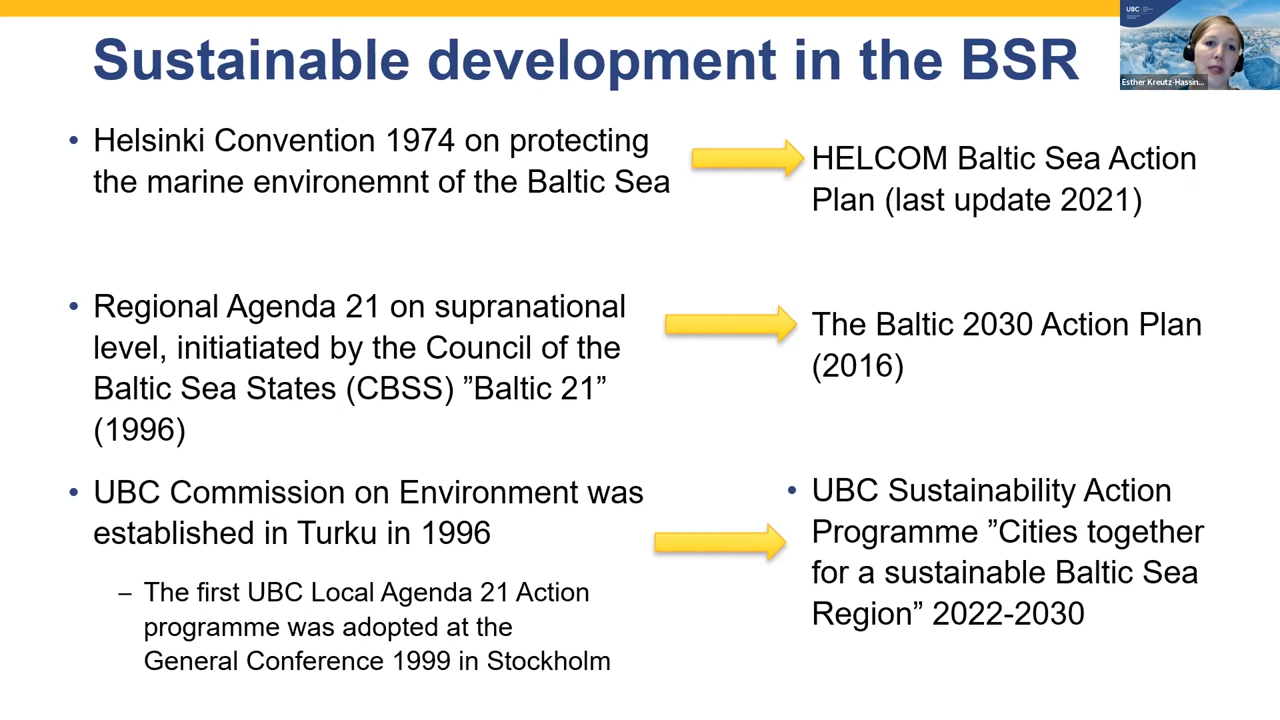 Sustainable development in the BSR
UBC
Esther Kreutz-Hassin...
• Helsinki Convention 1974 on protecting
the marine environemnt of the Baltic Sea
HELCOM Baltic Sea Action
Plan (last update 2021)
• Regional Agenda 21 on supranational
level, initiatiated by the Council of the
Baltic Sea States (CBSS) ”Baltic 21”
(1996)
The Baltic 2030 Action Plan
(2016)
• UBC Commission on Environment was
established in Turku in 1996
– The first UBC Local Agenda 21 Action
programme was adopted at the
General Conference 1999 in Stockholm
• UBC Sustainability Action
Programme ”Cities together
for a sustainable Baltic Sea
Region” 2022-2030